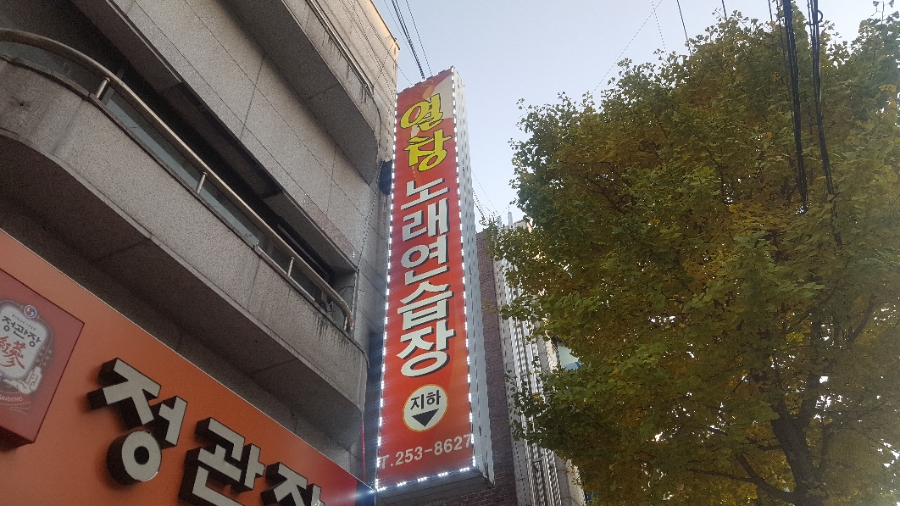 열창
노래연습장
지하
T.253-8627
정관장
정관장